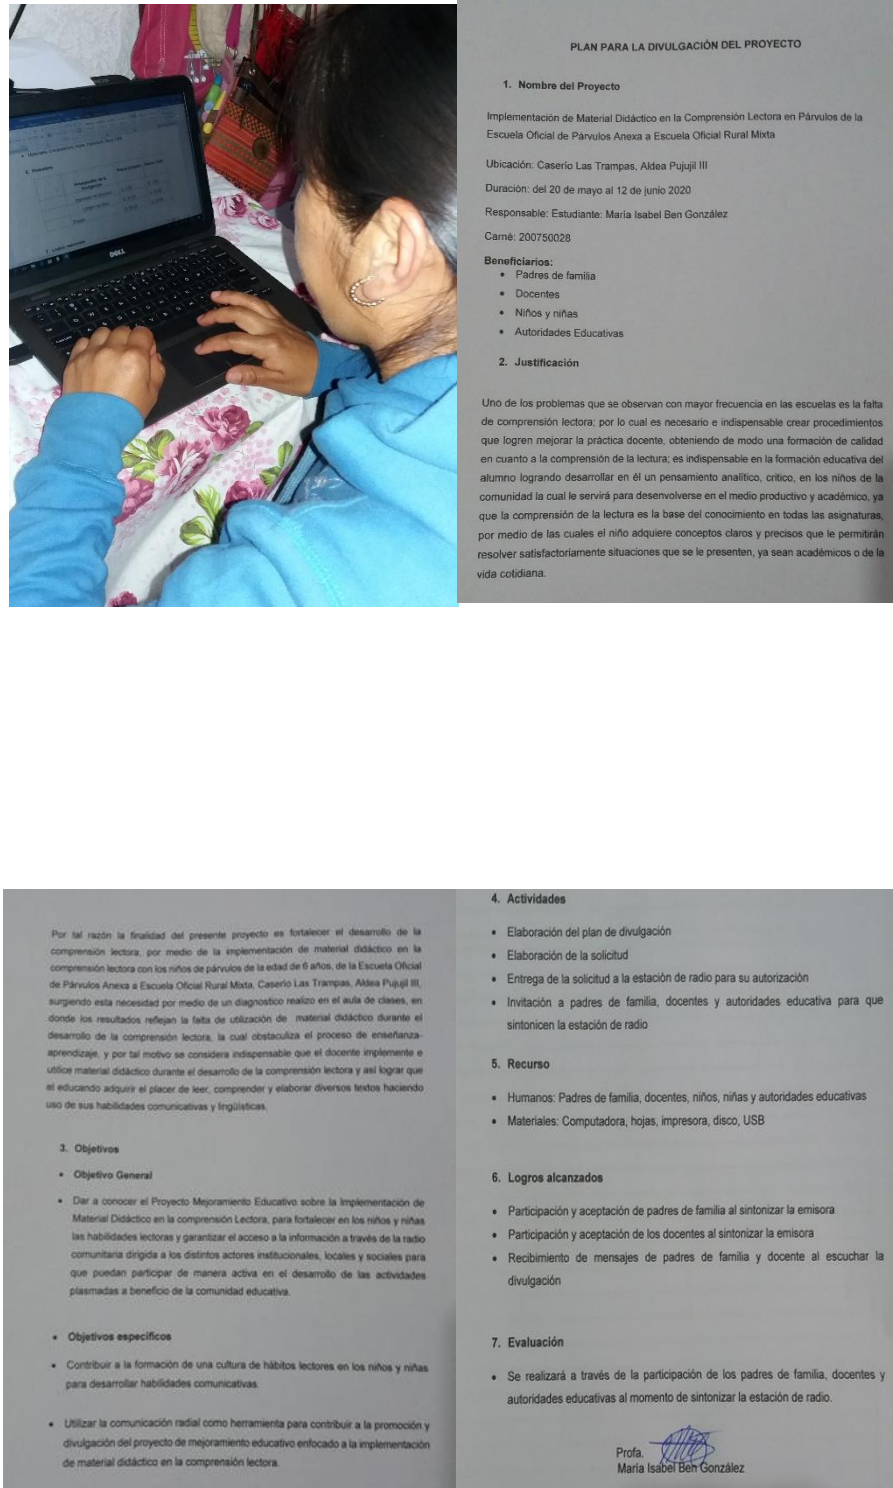 DELL
PLAN PARA LA DIVULGACIÓN DEL PROYECTO
1. Nombre del Proyecto
Implementación de Material Didáctico en la Comprensión Lectora en Párvulos de la
Escuela Oficial de Párvulos Anexa a Escuela Oficial Rural Mixta
Ubicación: Caserío Las Trampas, Aldea Pujujil III
Duración: del 20 de mayo al 12 de junio 2020
Responsable: Estudiante: María Isabel Ben González
Carné: 200750028
Beneficiarios:
• Padres de familia
• Docentes
• Niños y niñas
• Autoridades Educativas
2. Justificación
Uno de los problemas que se observan con mayor frecuencia en las escuelas es la falta
de comprensión lectora; por lo cual es necesario e indispensable crear procedimientos
que logren mejorar la práctica docente, obteniendo de modo una formación de calidad
en cuanto a la comprensión de la lectura; es indispensable en la formación educativa del
alumno logrando desarrollar en él un pensamiento analítico, crítico, en los niños de la
comunidad la cual le servirá para desenvolverse en el medio productivo y académico, ya
que la comprensión de la lectura es la base del conocimiento en todas las asignaturas,
por medio de las cuales el niño adquiere conceptos claros y precisos que le permitirán
resolver satisfactoriamente situaciones que se le presenten, ya sean académicos o de la
vida cotidiana.
Por tal razón la finalidad del presente proyecto es fortalecer el desarrollo de la
comprensión lectora, por medio de la implementación de material didáctico en la
comprensión lectora con los niños de párvulos de la edad de 6 años, de la Escuela Oficial
de Párvulos Anexa a Escuela Oficial Rural Mixta, Caserío Las Trampas, Aldea Pujujil III,
surgiendo esta necesidad por medio de un diagnostico realizo en el aula de clases, en
donde los resultados reflejan la falta de utilización de material didáctico durante el
desarrollo de la comprensión lectora, la cual obstaculiza el proceso de enseñanza-
aprendizaje, y por tal motivo se considera indispensable que el docente implemente e
utilice material didáctico durante el desarrollo de la comprensión lectora y así lograr que
el educando adquirir el placer de leer, comprender y elaborar diversos textos haciendo
uso de sus habilidades comunicativas y lingüísticas.
3. Objetivos
• Objetivo General
• Dar a conocer el Proyecto Mejoramiento Educativo sobre la Implementación de
Material Didáctico en la comprensión Lectora, para fortalecer en los niños y niñas
las habilidades lectoras y garantizar el acceso a la información a través de la radio
comunitaria dirigida a los distintos actores institucionales, locales y sociales para
que puedan participar de manera activa en el desarrollo de las actividades
plasmadas a beneficio de la comunidad educativa.
• Objetivos específicos
• Contribuir a la formación de una cultura de hábitos lectores en los niños y niñas
para desarrollar habilidades comunicativas.
• Utilizar la comunicación radial como herramienta para contribuir a la promoción y
divulgación del proyecto de mejoramiento educativo enfocado a la implementación
de material didáctico en la comprensión lectora.
4. Actividades
• Elaboración del plan de divulgación
• Elaboración de la solicitud
• Entrega de la solicitud a la estación de radio para su autorización
• Invitación a padres de familia, docentes y autoridades educativa para que
sintonicen la estación de radio
5. Recurso
• Humanos: Padres de familia, docentes, niños, niñas y autoridades educativas
• Materiales: Computadora, hojas, impresora, disco, USB
6. Logros alcanzados
• Participación y aceptación de padres de familia al sintonizar la emisora
• Participación y aceptación de los docentes al sintonizar la emisora
• Recibimiento de mensajes de padres de familia y docente al escuchar la
divulgación
7. Evaluación
• Se realizará a través de la participación de los padres de familia, docentes y
autoridades educativas al momento de sintonizar la estación de radio.
Profa.
María Isabel Ben González